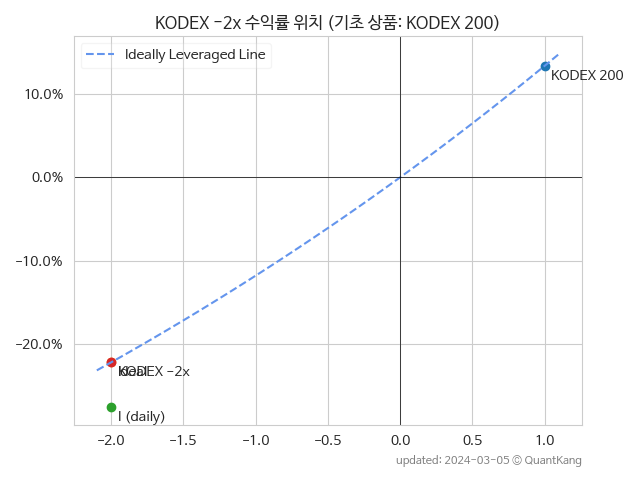 KODEX -2x 수익률 위치 (기초 상품: KODEX 200)
Ideally Leveraged Line
KODEX 200
10.0%
0.0%
-10.0%
-20.0%
Ideal
KODEX -2x
I (daily)
-2.0 -1.5 -1.0 -0.5 0.0 0.5 1.0
updated: 2024-03-05 © QuantKang